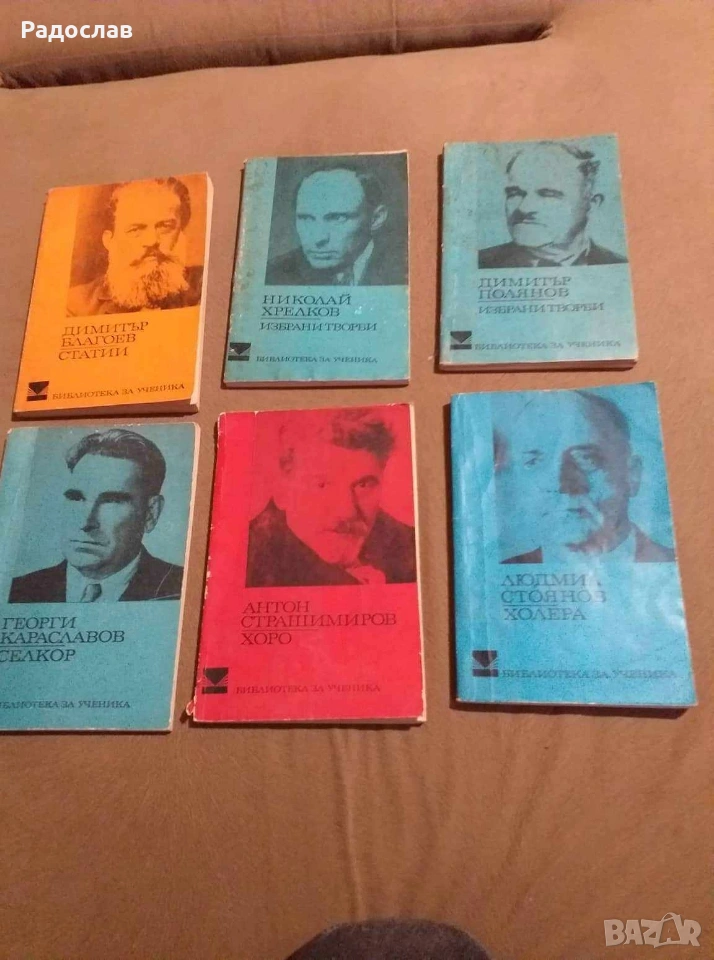 Радослав
ДИМИТЪР
БЛАГОЕВ
СТАТИИ
БИБЛИОТЕКА ЗА УЧЕНИКА
НИКОЛАЙ
ХРЕЛКОВ
ИЗБРАНИ ТВОРБИ
БИБЛИОТЕКА ЗА УЧЕНИКА
ДИМИТЪР
ПОЛЯНОВ
ИЗБРАНИ ТВОРБИ
БИБЛИОТЕКА ЗА УЧЕНИКА
ГЕОРГИ
КАРАСЛАВОВ
СЕЛКОР
БИБЛИОТЕКА ЗА УЧЕНИКА
АНТОН
СТРАШИМИРОВ
ХОРО
БИБЛИОТЕКА ЗА УЧЕНИКА
ЛЮДМИЛ
СТОЯНОВ
ХОЛЕРА
БИБЛИОТЕКА ЗА УЧЕНИКА
BAZAR